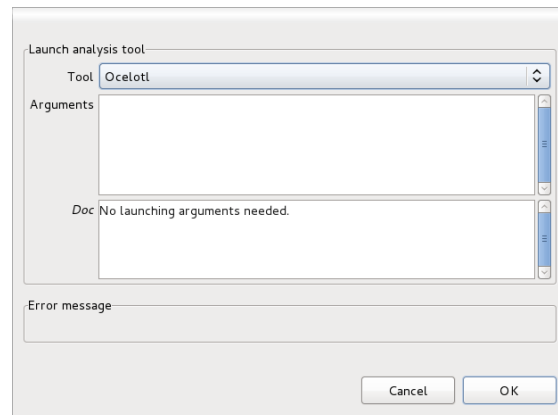 Launch analysis tool
Tool Ocelotl
Arguments
Doc No launching arguments needed.
Error message
Cancel OK